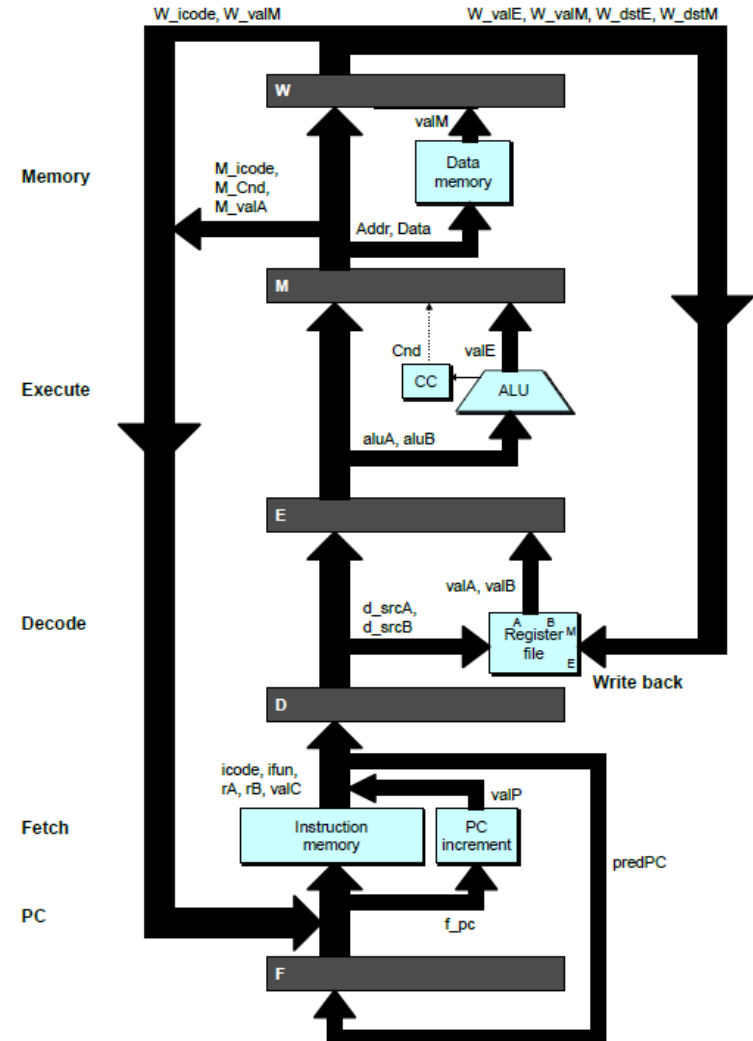 W_icode, W_valM
W_valE, W_valM, W_dstE, W_dstM
W
valM
Memory
M_icode,
M_Cnd,
M_valA
Data
memory
Addr, Data
M
Cnd
valE
Execute
CC
ALU
aluA, aluB
E
valA, valB
Decode
d_srcA,
d_srcB
A
B
Register
file
M
E
Write back
D
icode, ifun,
rA, rB, valC
valP
Fetch
Instruction
memory
PC
increment
predPC
PC
f_pc
F